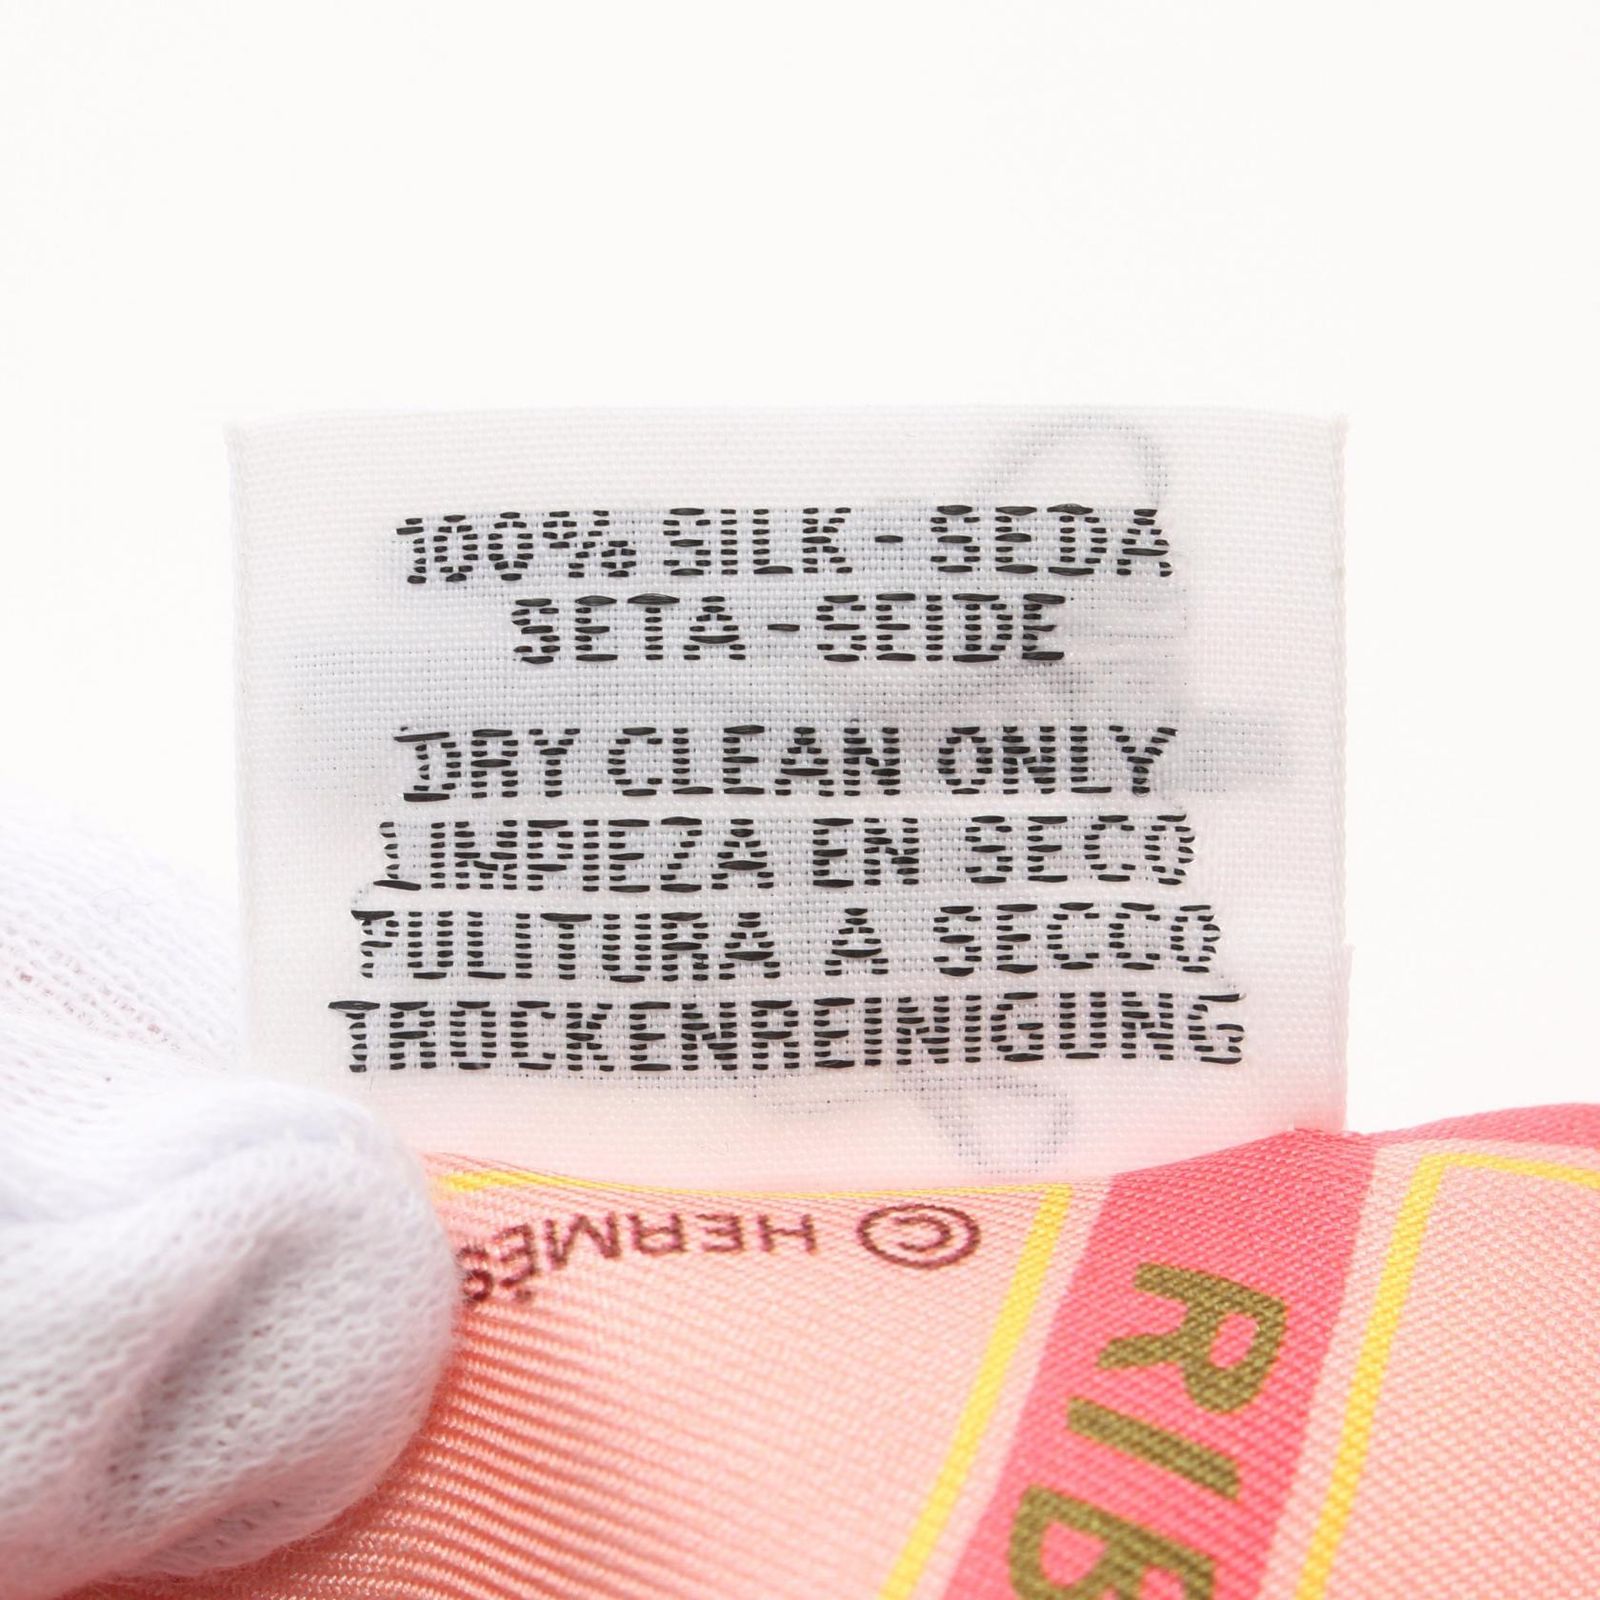 100% SILK - SEDA
SETA - SEIDE
DRY CLEAN ONLY
LIMPIEZA EN SECO
PULITURA A SECCO
TROCKENREINIGUNG
© HERMÈS
RIB